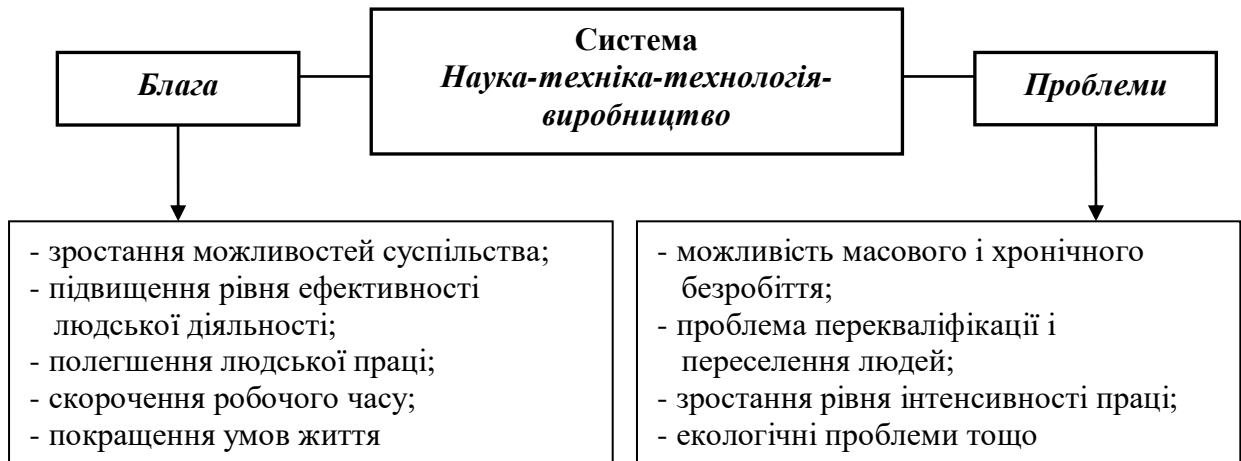 Система
Наука-техніка-технологія-
виробництво
Блага
Проблеми
- зростання можливостей суспільства;
- підвищення рівня ефективності
людської діяльності;
- полегшення людської праці;
- скорочення робочого часу;
- покращення умов життя
- можливість масового і хронічного
безробіття;
- проблема перекваліфікації і
переселення людей;
- зростання рівня інтенсивності праці;
- екологічні проблеми тощо